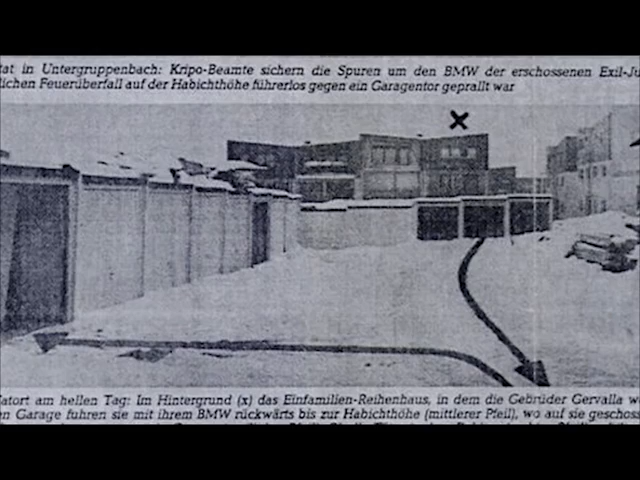 tat in Untergruppenbach: Kripo-Beamte sichern die Spuren um den BMW der erschossenen Exil-Ju
lichen Feuerüberfall auf der Habichthöhe führerlos gegen ein Garagentor geprallt war
atort am hellen Tag: Im Hintergrund (x) das Einfamilien-Reihenhaus, in dem die Gebrüder Gervalla w
en Garage fuhren sie mit ihrem BMW rückwärts bis zur Habichthöhe (mittlerer Pfeil), wo auf sie geschoss